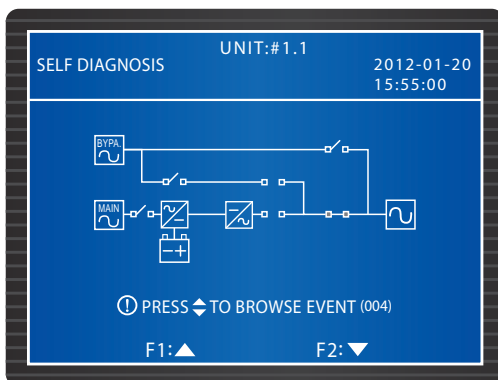 UNIT:#1.1
SELF DIAGNOSIS
2012-01-20
15:55:00
BYPA.
MAIN
PRESS TO BROWSE EVENT (004)
F1:
F2: